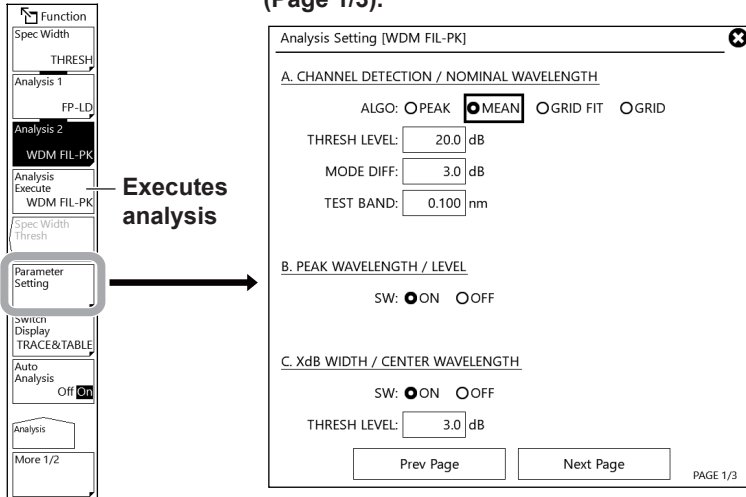 (Page 1/3).
Function
Spec Width
THRESH
Analysis 1
FP-LD
Analysis 2
WDM FIL-PK
Analysis
Execute
WDM FIL-PK
Spec Width
Thresh
Parameter
Setting
Switch
Display
TRACE&TABLE
Auto
Analysis
Off On
Analysis
More 1/2
Executes
analysis
Analysis Setting [WDM FIL-PK]
A. CHANNEL DETECTION / NOMINAL WAVELENGTH
ALGO: PEAK MEAN GRID FIT GRID
THRESH LEVEL: 20.0 dB
MODE DIFF: 3.0 dB
TEST BAND: 0.100 nm
B. PEAK WAVELENGTH / LEVEL
SW: ON OFF
C. XdB WIDTH / CENTER WAVELENGTH
SW: ON OFF
THRESH LEVEL: 3.0 dB
Prev Page Next Page PAGE 1/3